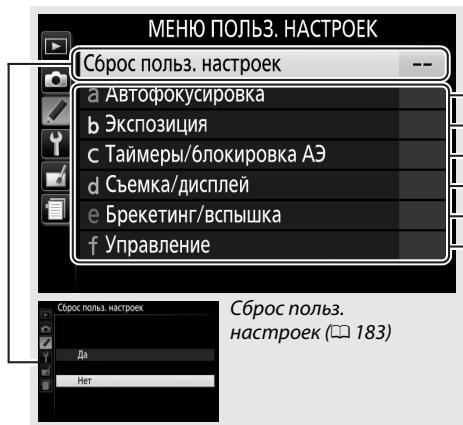 МЕНЮ ПОЛЬЗ. НАСТРОЕК
Сброс польз. настроек --
a Автофокусировка
b Экспозиция
c Таймеры/блокировка АЭ
d Съемка/дисплей
e Брекетинг/вспышка
f Управление
Сброс польз. настроек
Да
Нет
Сброс польз.
настроек (📖 183)